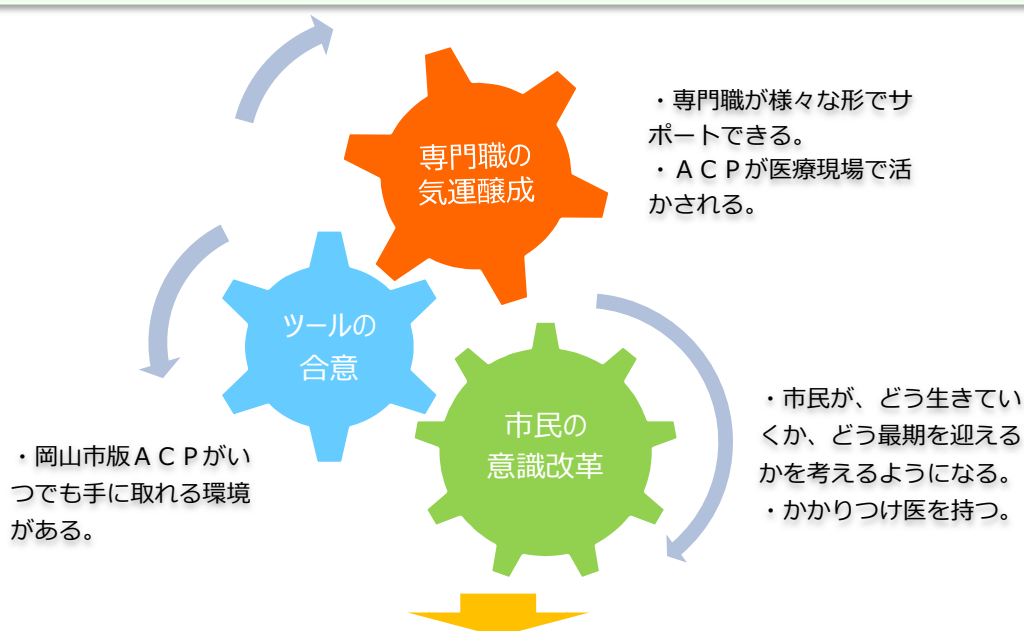 専門職の
気運醸成
・専門職が様々な形でサ
ポートできる。
・ＡＣＰが医療現場で活
かされる。
ツールの
合意
・岡山市版ＡＣＰがい
つでも手に取れる環境
がある。
市民の
意識改革
・市民が、どう生きてい
くか、どう最期を迎える
かを考えるようになる。
・かかりつけ医を持つ。